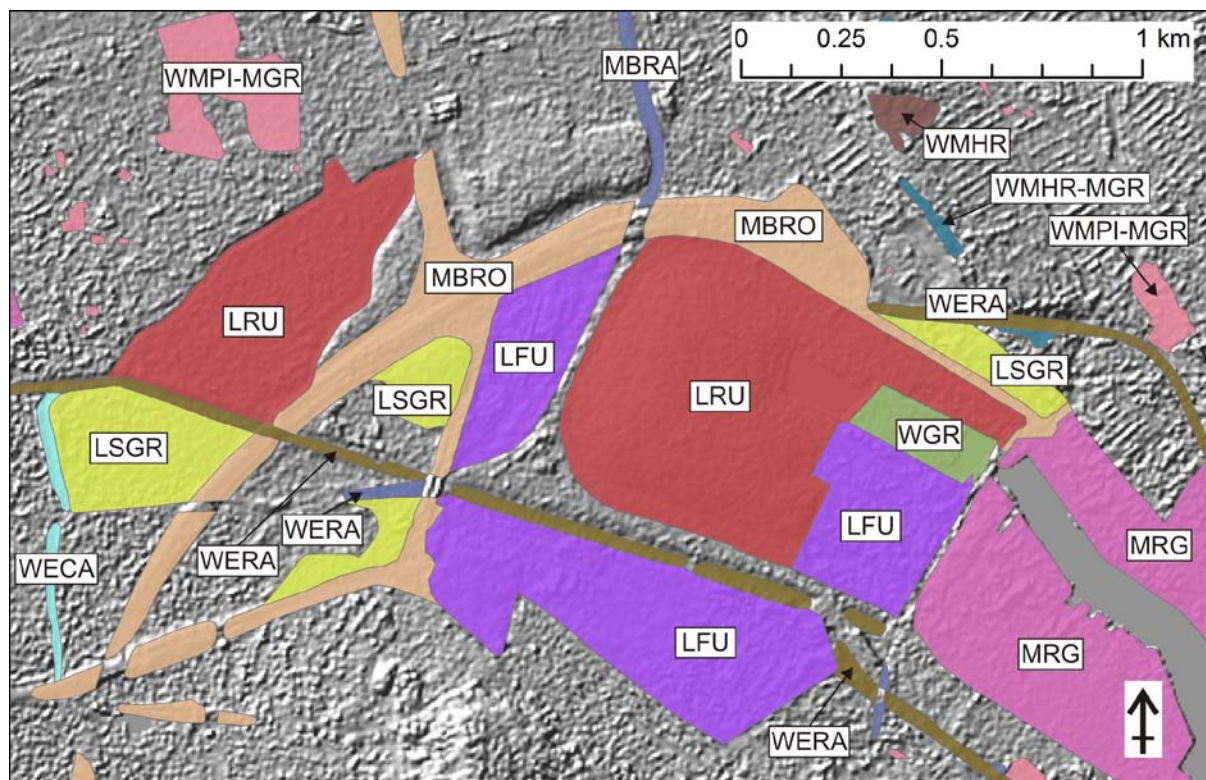 0 0.25 0.5 1 km
WMPI-MGR
MBRA
WMHR
WMHR-MGR
WMPI-MGR
MBRO
MBRO
WERA
LRU
LFU
LSGR
LSGR
LRU
LSGR
WGR
LFU
WERA
WERA
WECA
MRG
LFU
MRG
WERA